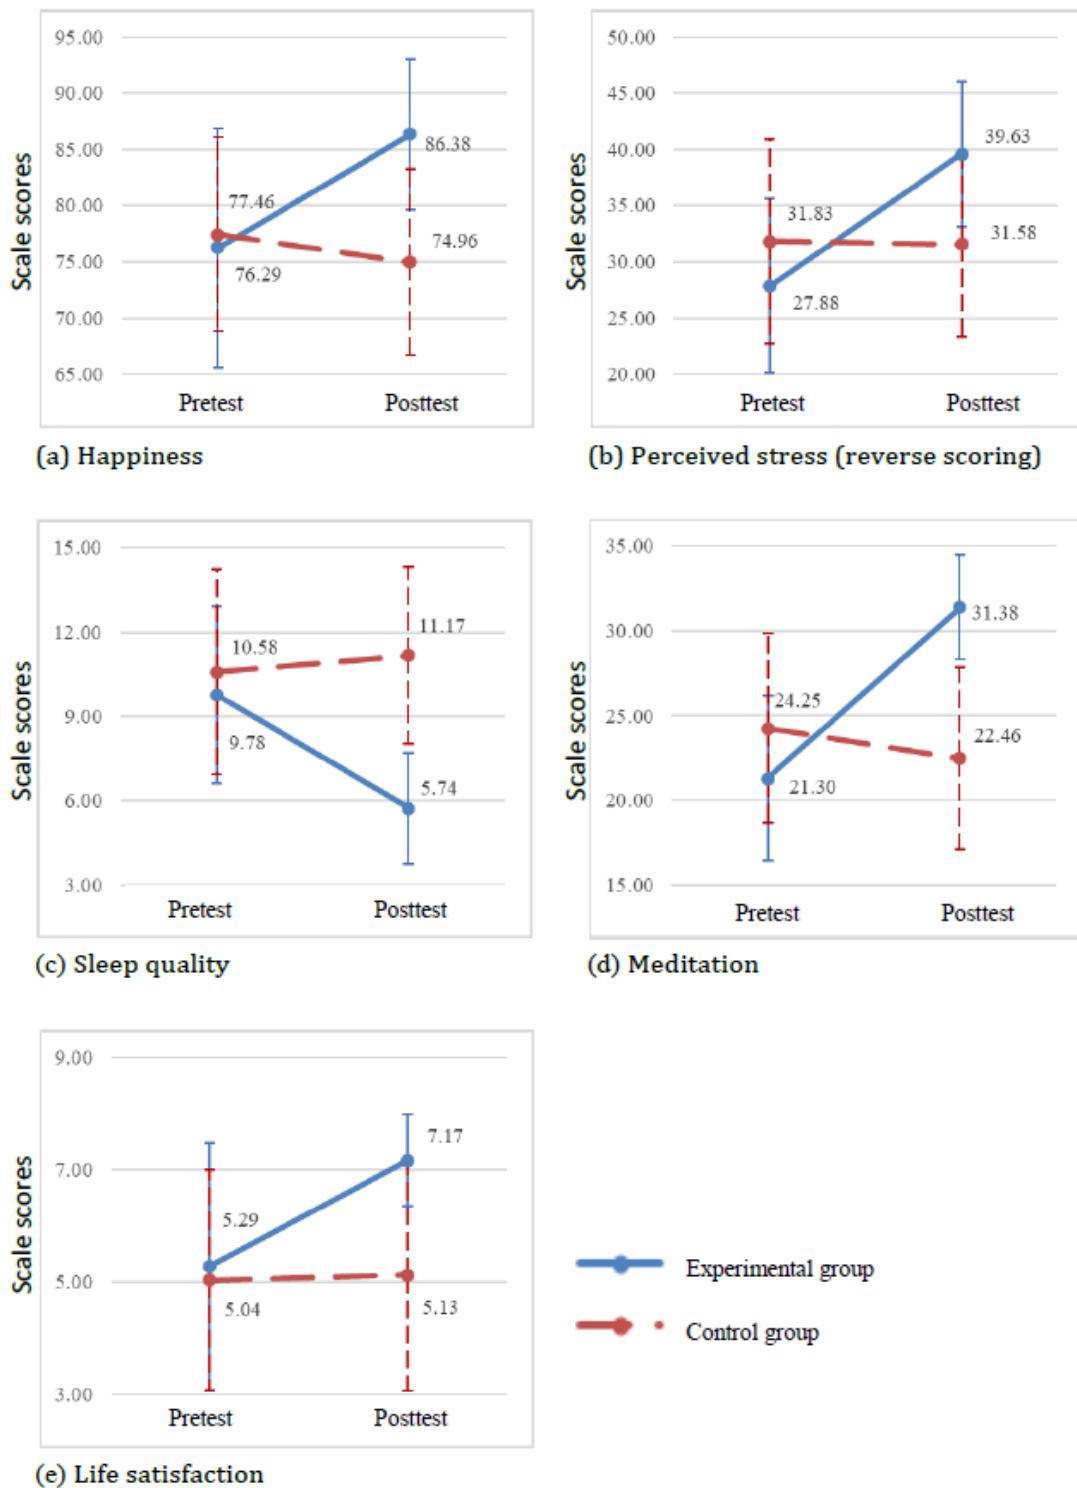 95.00
90.00
85.00
80.00
75.00
70.00
65.00
Scale scores
77.46
76.29
86.38
74.96
Pretest Posttest
(a) Happiness
50.00
45.00
40.00
35.00
30.00
25.00
20.00
Scale scores
31.83
27.88
39.63
31.58
Pretest Posttest
(b) Perceived stress (reverse scoring)
15.00
12.00
9.00
6.00
3.00
Scale scores
10.58
9.78
11.17
5.74
Pretest Posttest
(c) Sleep quality
35.00
30.00
25.00
20.00
15.00
Scale scores
24.25
21.30
31.38
22.46
Pretest Posttest
(d) Meditation
9.00
7.00
5.00
3.00
Scale scores
5.29
5.04
7.17
5.13
Pretest Posttest
(e) Life satisfaction
Experimental group
Control group